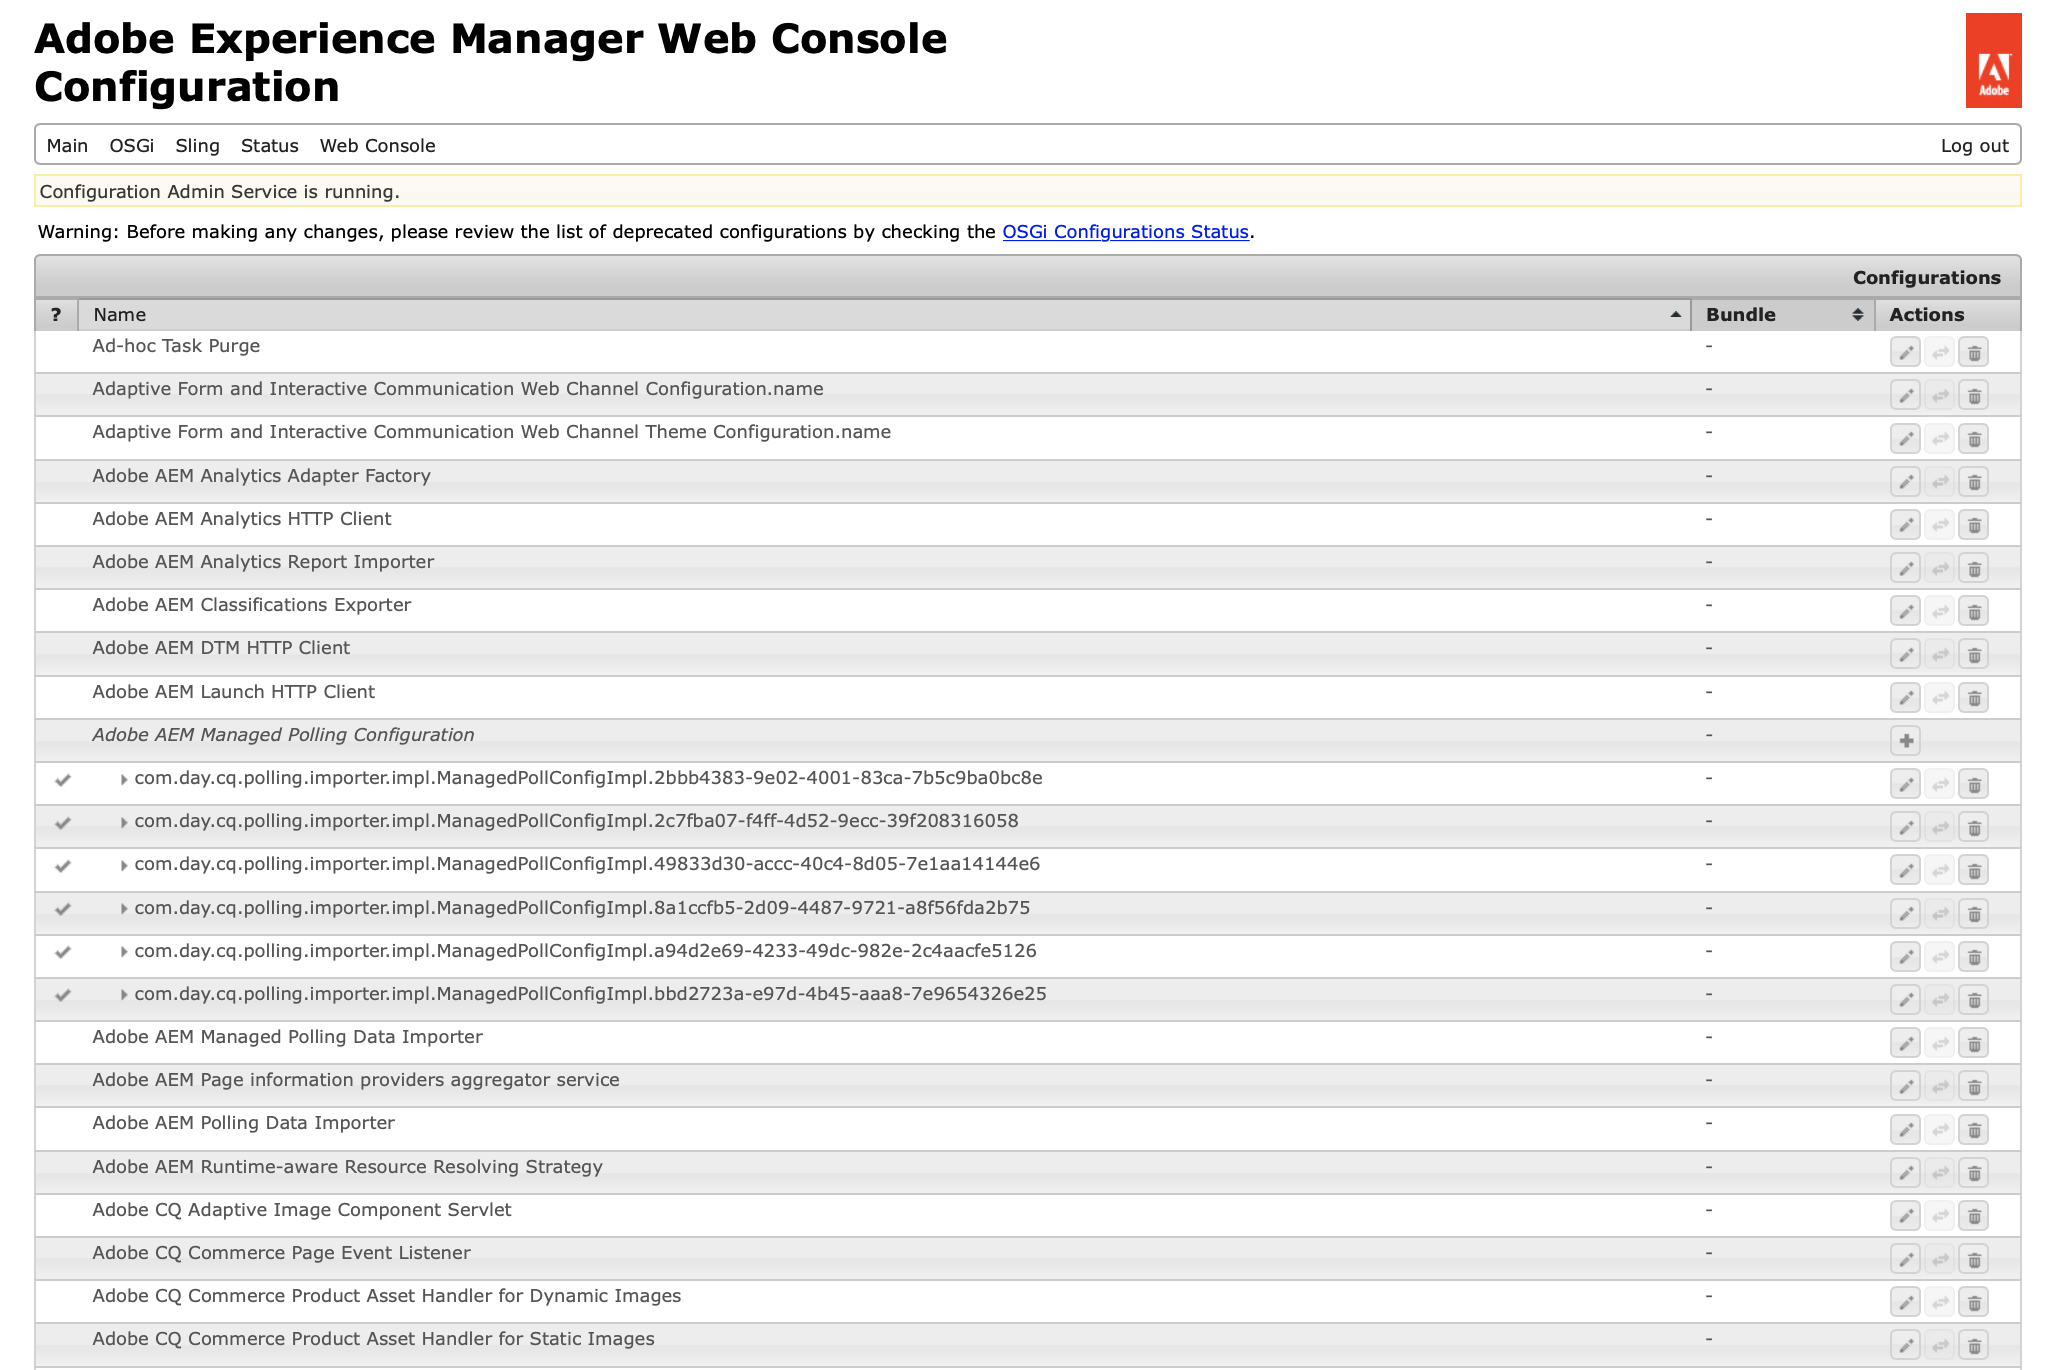 Adobe Experience Manager Web Console
Configuration
Adobe
Main OSGi Sling Status Web Console Log out
Configuration Admin Service is running.
Warning: Before making any changes, please review the list of deprecated configurations by checking the OSGi Configurations Status.
Configurations
? Name Bundle Actions
Ad-hoc Task Purge -
Adaptive Form and Interactive Communication Web Channel Configuration.name -
Adaptive Form and Interactive Communication Web Channel Theme Configuration.name -
Adobe AEM Analytics Adapter Factory -
Adobe AEM Analytics HTTP Client -
Adobe AEM Analytics Report Importer -
Adobe AEM Classifications Exporter -
Adobe AEM DTM HTTP Client -
Adobe AEM Launch HTTP Client -
Adobe AEM Managed Polling Configuration -
com.day.cq.polling.importer.impl.ManagedPollConfigImpl.2bbb4383-9e02-4001-83ca-7b5c9ba0bc8e -
com.day.cq.polling.importer.impl.ManagedPollConfigImpl.2c7fba07-f4ff-4d52-9ecc-39f208316058 -
com.day.cq.polling.importer.impl.ManagedPollConfigImpl.49833d30-accc-40c4-8d05-7e1aa14144e6 -
com.day.cq.polling.importer.impl.ManagedPollConfigImpl.8a1ccfb5-2d09-4487-9721-a8f56fda2b75 -
com.day.cq.polling.importer.impl.ManagedPollConfigImpl.a94d2e69-4233-49dc-982e-2c4aacfe5126 -
com.day.cq.polling.importer.impl.ManagedPollConfigImpl.bbd2723a-e97d-4b45-aaa8-7e9654326e25 -
Adobe AEM Managed Polling Data Importer -
Adobe AEM Page information providers aggregator service -
Adobe AEM Polling Data Importer -
Adobe AEM Runtime-aware Resource Resolving Strategy -
Adobe CQ Adaptive Image Component Servlet -
Adobe CQ Commerce Page Event Listener -
Adobe CQ Commerce Product Asset Handler for Dynamic Images -
Adobe CQ Commerce Product Asset Handler for Static Images -